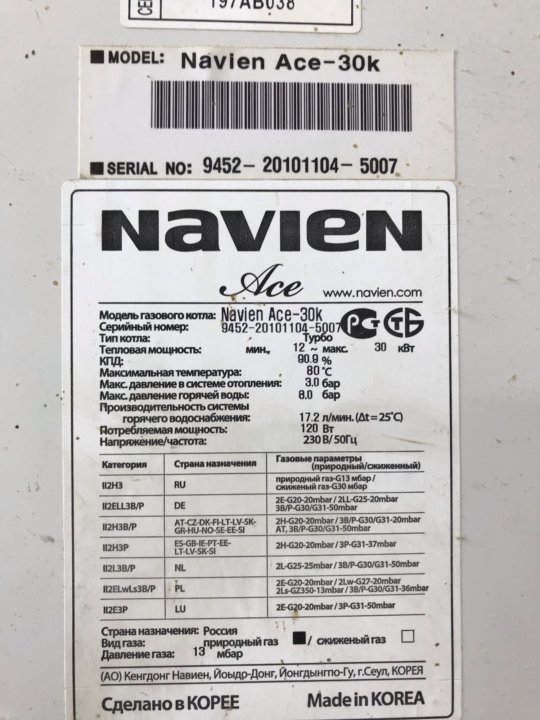 197AB038
MODEL: Navien Ace-30k
SERIAL NO: 9452-20101104-5007
NAVIEN
Ace www.navien.com
Модель газового котла: Navien Ace-30k
Серийный номер: 9452-20101104-5007
Тип котла: Турбо
Тепловая мощность: мин., 12 ~ макс. 30 кВт
КПД: 90.9 %
Максимальная температура: 80°C
Макс. давление в системе отопления: 3.0 бар
Макс. давление горячей воды: 8.0 бар
Производительность системы
горячего водоснабжения: 17.2 л/мин. (Δt=25℃)
Потребляемая мощность: 120 Вт
Напряжение/частота: 230 В/50Гц
Категория Страна назначения Газовые параметры
(природный/сжиженный)
II2H3 RU природный газ-G13 мбар /
сжиженый газ-G30 мбар
II2ELL3B/P DE 2E-G20-20mbar / 2LL-G25-20mbar
3B/P-G30/G31-50mbar
II2H3B/P AT-CZ-DK-FI-LT-LV-SK-
GR-HU-NO-SE-EE-SI 2H-G20-20mbar / 3B/P-G30/G31-20mbar
AT, 3B/P-G30/G31-50mbar
II2H3P ES-GB-IE-PT-EE-
LT-LV-SK-SI 2H-G20-20mbar / 3P-G31-37mbar
II2L3B/P NL 2L-G25-25mbar / 3B/P-G30/G31-50mbar
II2ELwLs3B/P PL 2E-G20-20mbar / 2Lw-G27-20mbar
2Ls-GZ350-13mbar / 3B/P-G30/G31-36mbar
II2E3P LU 2E-G20-20mbar / 3P-G31-50mbar
Страна назначения: Россия
Вид газа: природный газ / сжиженый газ
Давление газа: 13 мбар
(АО) Кенгдонг Навиен, Йоыдо-Донг, Йонгдынгпо-Гу, г.Сеул, КОРЕЯ
Сделано в КОРЕЕ Made in KOREA